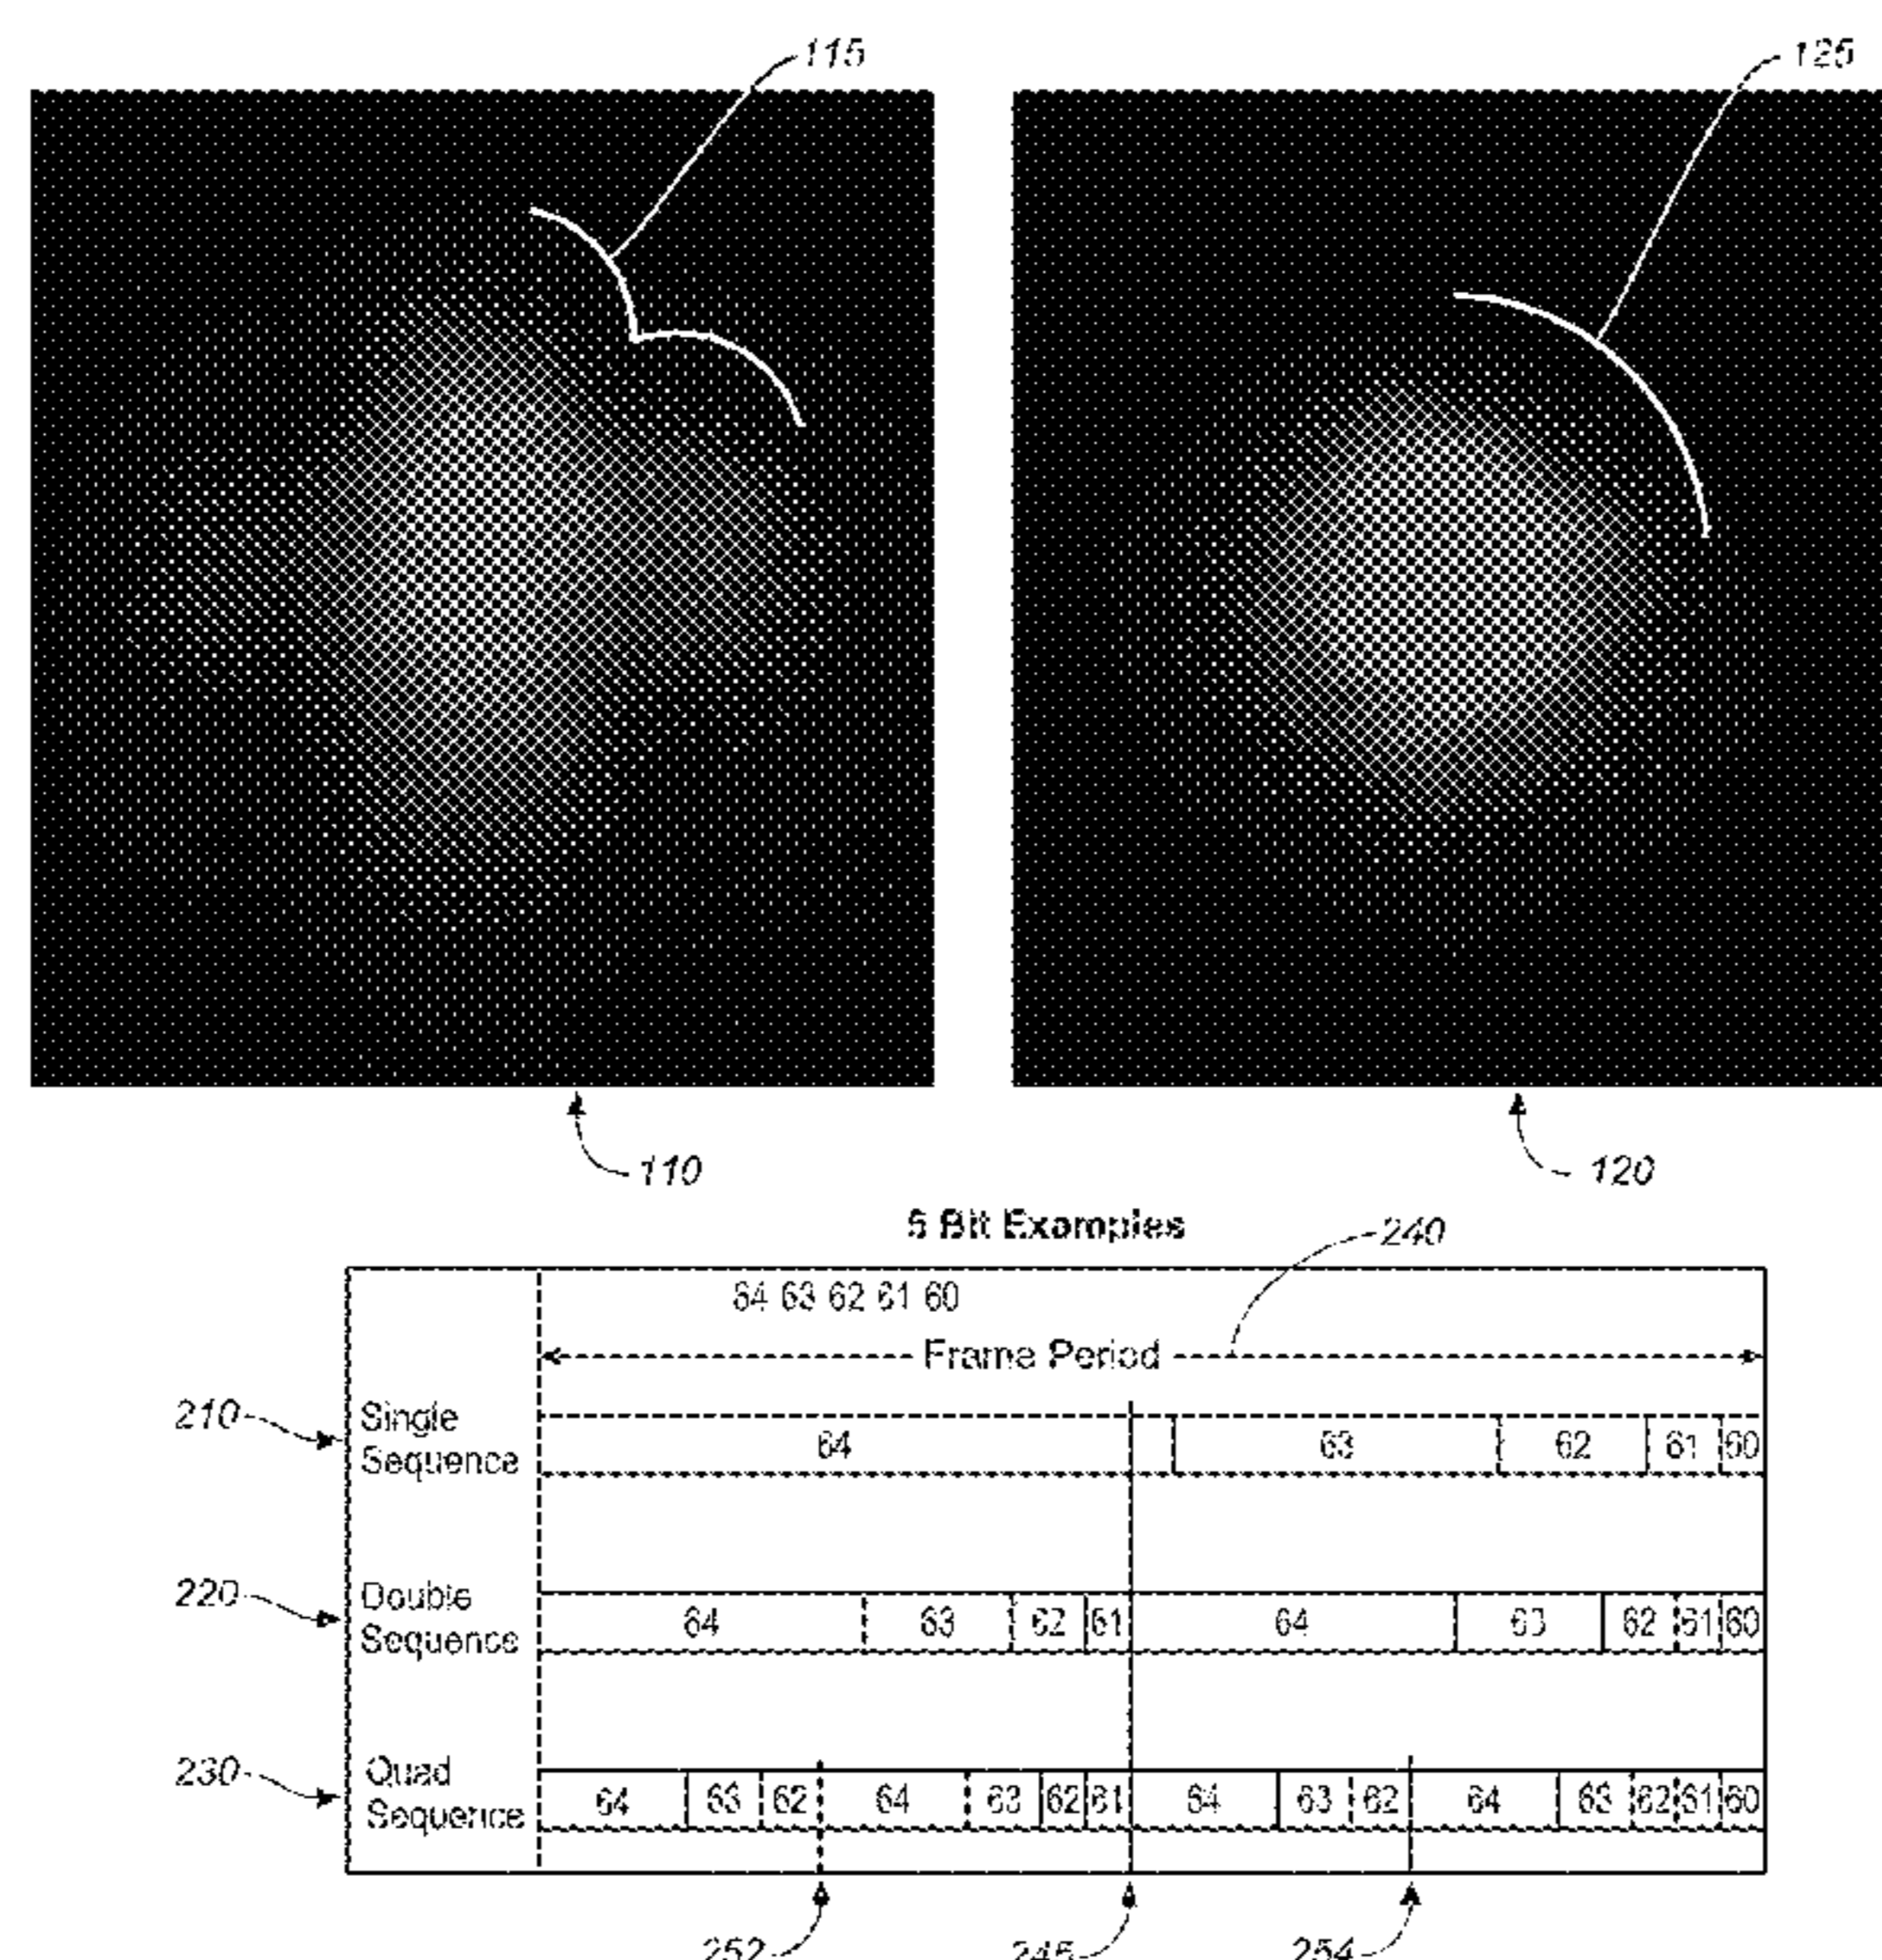 115
125
110
120
5 Bit Examples
240
64 63 62 61 60
Frame Period
210
Single
Sequence
64 63 62 61 60
220
Double
Sequence
64 63 62 61 64 63 62 61 60
230
Quad
Sequence
64 63 62 64 63 62 61 64 63 62 64 63 62 61 60
252 254